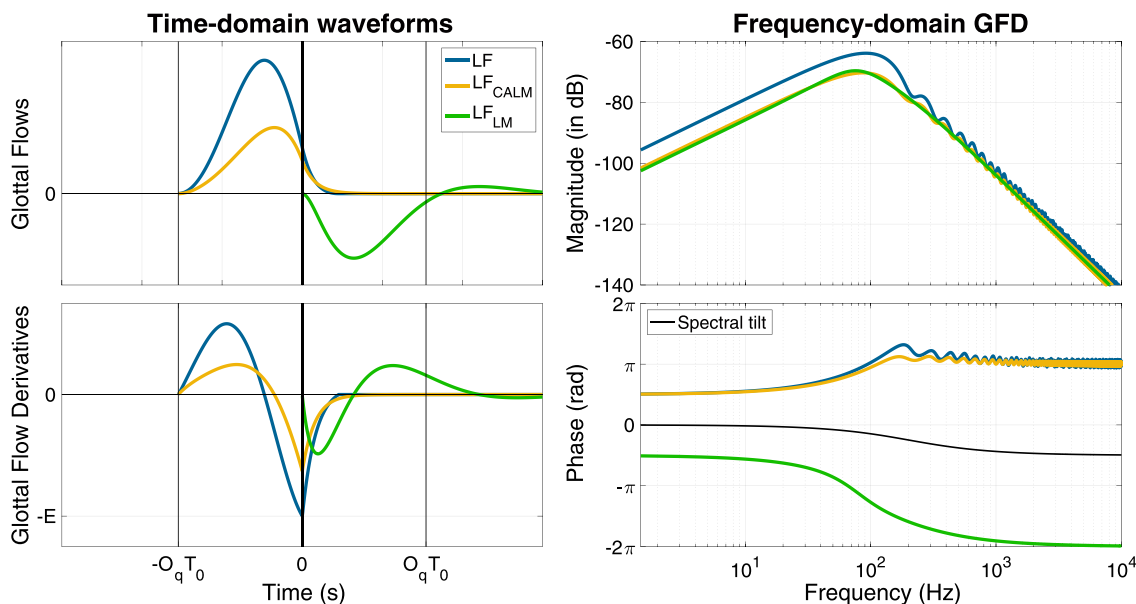 Time-domain waveforms
Glottal Flows
0
LF
LF_CALM
LF_LM
Glottal Flow Derivatives
0
-E
-O_qT_0
0
O_qT_0
Time (s)
Frequency-domain GFD
Magnitude (in dB)
-60
-80
-100
-120
-140
Phase (rad)
2π
π
0
-π
-2π
Spectral tilt
10^1
10^2
10^3
10^4
Frequency (Hz)